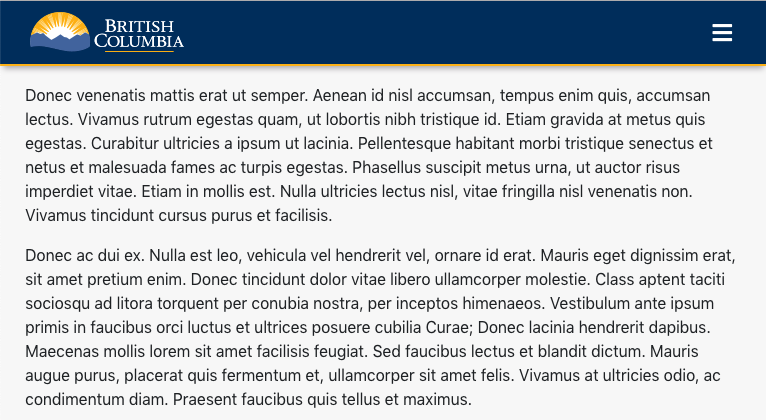 BRITISH
COLUMBIA
Donec venenatis mattis erat ut semper. Aenean id nisl accumsan, tempus enim quis, accumsan
lectus. Vivamus rutrum egestas quam, ut lobortis nibh tristique id. Etiam gravida at metus quis
egestas. Curabitur ultricies a ipsum ut lacinia. Pellentesque habitant morbi tristique senectus et
netus et malesuada fames ac turpis egestas. Phasellus suscipit metus urna, ut auctor risus
imperdiet vitae. Etiam in mollis est. Nulla ultricies lectus nisl, vitae fringilla nisl venenatis non.
Vivamus tincidunt cursus purus et facilisis.
Donec ac dui ex. Nulla est leo, vehicula vel hendrerit vel, ornare id erat. Mauris eget dignissim erat,
sit amet pretium enim. Donec tincidunt dolor vitae libero ullamcorper molestie. Class aptent taciti
sociosqu ad litora torquent per conubia nostra, per inceptos himenaeos. Vestibulum ante ipsum
primis in faucibus orci luctus et ultrices posuere cubilia Curae; Donec lacinia hendrerit dapibus.
Maecenas mollis lorem sit amet facilisis feugiat. Sed faucibus lectus et blandit dictum. Mauris
augue purus, placerat quis fermentum et, ullamcorper sit amet felis. Vivamus at ultricies odio, ac
condimentum diam. Praesent faucibus quis tellus et maximus.